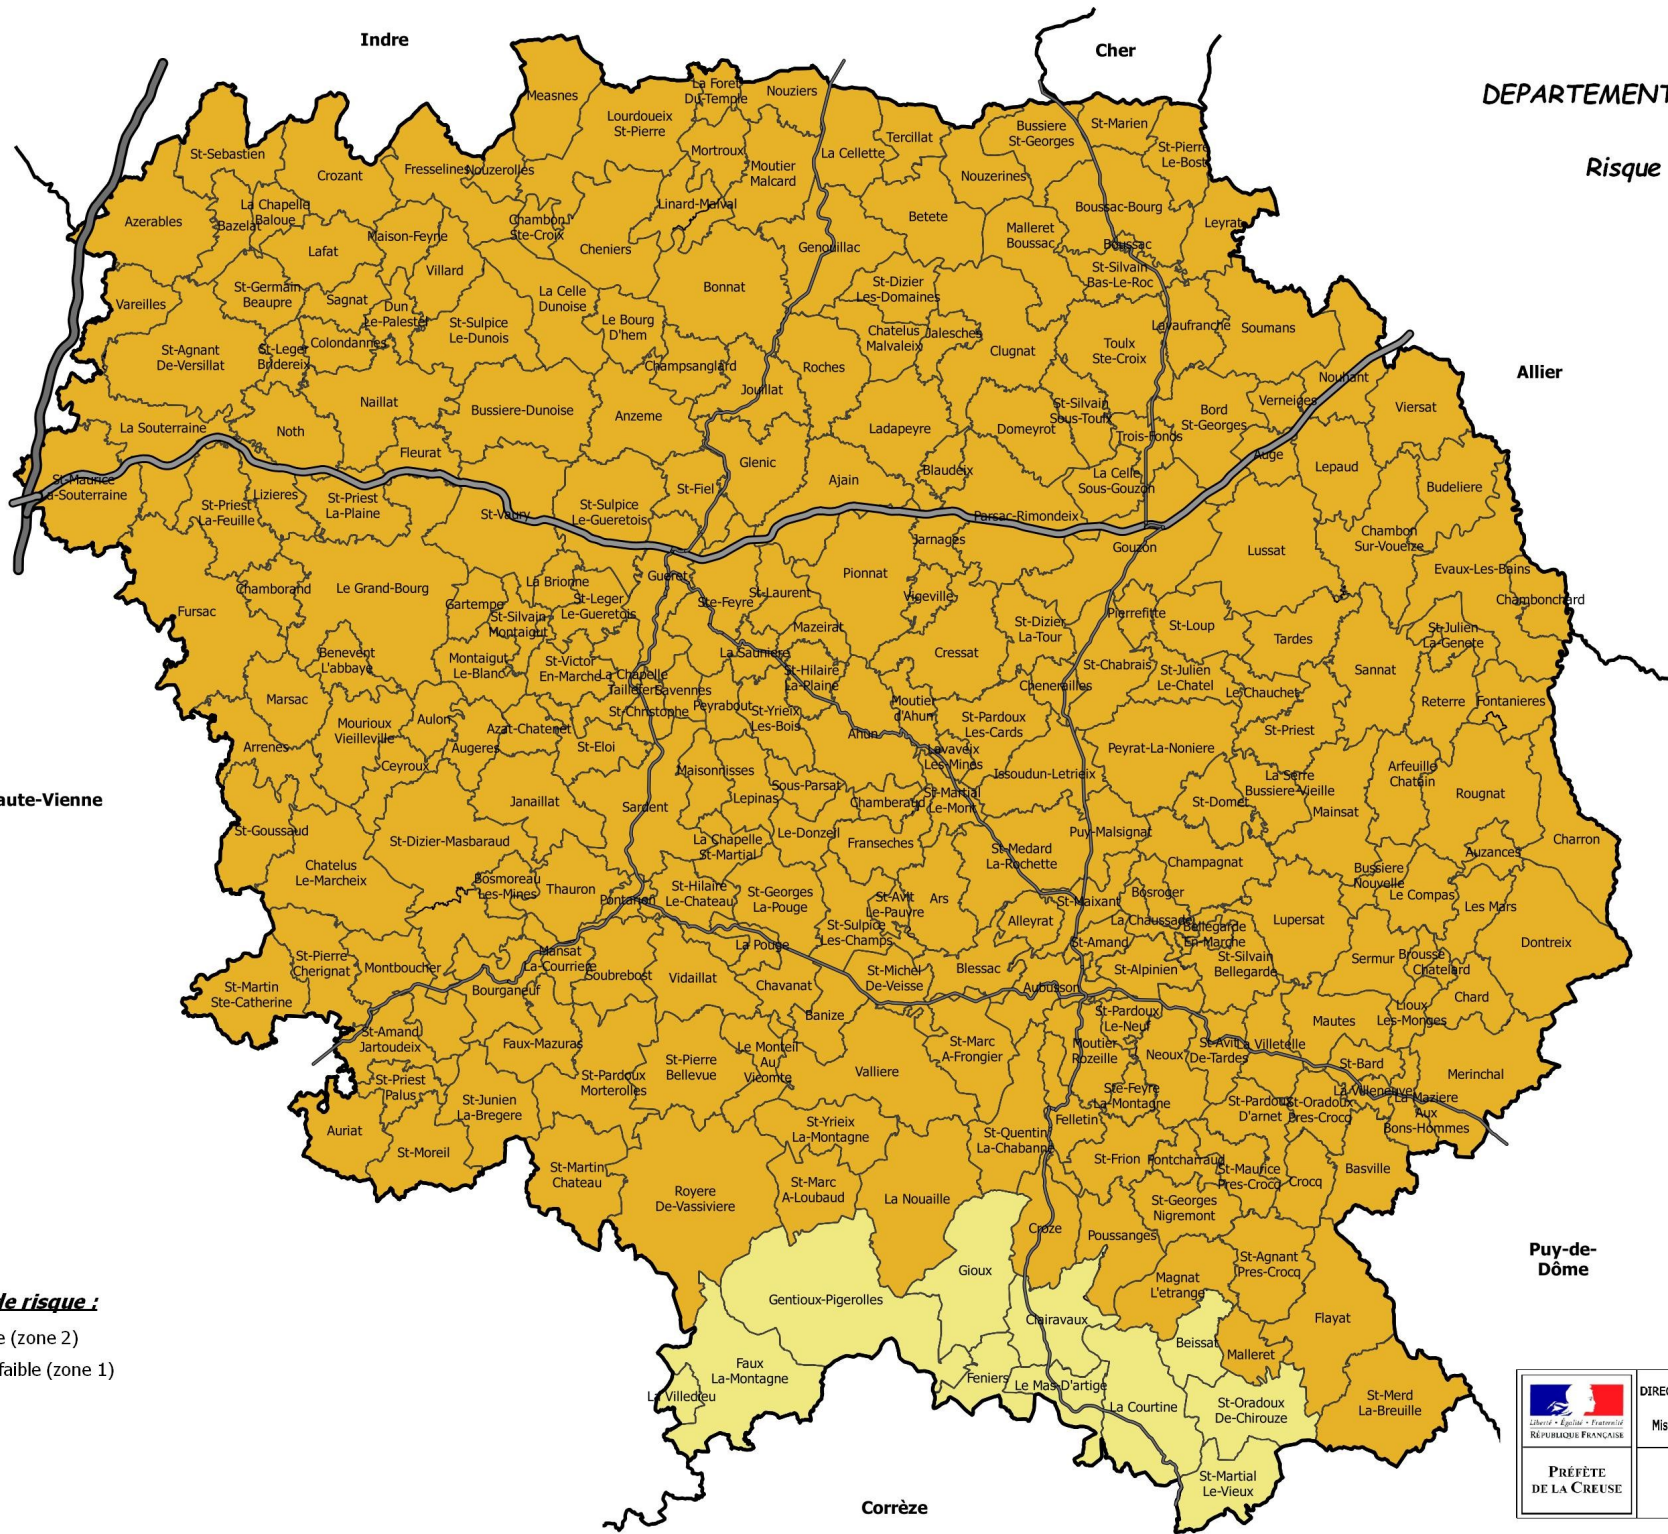 Indre
Cher
DEPARTEMENT
Risque
Allier
Puy-de-
Dôme
Corrèze
aute-Vienne
de risque :
e (zone 2)
faible (zone 1)
Measnes
La Foret
Du-Temple
Nouziers
Lourdoueix
St-Pierre
Tercillat
Bussiere
St-Georges
St-Marien
St-Pierre
Le-Bost
St-Sebastien
Crozant
Fresselines
Nouzerolles
Mortroux
Moutier
Malcard
La Cellette
Nouzerines
Azerables
Bazelat
La Chapelle
Baloue
Lafat
Maison-Feyne
Chambon
Ste-Croix
Linard-Malval
Cheniers
Genouillac
Betete
Malleret
Boussac
Boussac-Bourg
Boussac
Leyrat
Villard
St-Silvain
Bas-Le-Roc
Vareilles
St-Germain
Beaupre
Sagnat
Dun
Le-Palestel
La Celle
Dunoise
Bonnat
St-Dizier
Les-Domaines
St-Agnant
De-Versillat
St-Leger
Bridereix
Colondannes
St-Sulpice
Le-Dunois
Le Bourg
D'hem
Chatelus
Malvaleix
Jalesches
Clugnat
Toulx
Ste-Croix
Lavaufranche
Soumans
Champsanglard
Jouillat
Roches
Nouhant
Verneiges
Viersat
La Souterraine
Noth
Naillat
Bussiere-Dunoise
Anzeme
Ladapeyre
Domeyrot
St-Silvain
Sous-Toulx
Trois-Fonds
Bord
St-Georges
Auge
Fleurat
Glenic
Ajain
Blaudeix
La Celle
Sous-Gouzon
Lepaud
Budeliere
St-Maurice
La-Souterraine
St-Priest
La-Feuille
Lizieres
St-Priest
La-Plaine
St-Vaury
St-Sulpice
Le-Gueretois
St-Fiel
Parsac-Rimondeix
Jarnages
Gouzon
Lussat
Chambon
Sur-Voueize
Evaux-Les-Bains
Chambonchard
Fursac
Chamborand
Le Grand-Bourg
Gartempe
La Brionne
St-Leger
Le-Gueretois
St-Silvain
Montaigut
Gueret
Ste-Feyre
St-Laurent
Pionnat
Vigeville
Mazeirat
St-Dizier
La-Tour
Pierrefitte
St-Loup
Tardes
St-Julien
La-Genete
Benevent
L'abbaye
Montaigut
Le-Blanc
St-Victor
En-Marche
La Chapelle
Taillefert
Savennes
La Sauniere
St-Hilaire
La-Plaine
Cressat
Chenerailles
St-Chabrais
St-Julien
Le-Chatel
Le Chauchet
Sannat
Reterre
Fontanieres
Marsac
Mourioux
Vieilleville
Aulon
Augeres
Azat-Chatenet
St-Christophe
Peyrabout
St-Yrieix
Les-Bois
Moutier
d'Ahun
Ahun
St-Pardoux
Les-Cards
Peyrat-La-Noniere
St-Priest
Arrenes
Ceyroux
St-Eloi
Maisonnisses
Lepinas
Sous-Parsat
Lavaveix
Les-Mines
Issoudun-Letrieix
La Serre
Bussiere-Vieille
Arfeuille
Chatain
Rougnat
Janaillat
Sardent
Chamberaud
St-Martial
Le-Mont
St-Domet
Mainsat
St-Goussaud
St-Dizier-Masbaraud
La Chapelle
St-Martial
Le-Donzeil
Franseches
St-Medard
La-Rochette
Puy-Malsignat
Champagnat
Charron
Auzances
Chatelus
Le-Marcheix
Bosmoreau
Les-Mines
Thauron
Pontarion
St-Hilaire
Le-Chateau
St-Georges
La-Pouge
St-Avit
Le-Pauvre
Ars
St-Maixant
Bosroger
Bussiere
Nouvelle
Le Compas
Les Mars
St-Sulpice
Les-Champs
Alleyrat
La Chaussade
Bellegarde
En-Marche
Lupersat
Dontreix
St-Pierre
Cherignat
Montboucher
Mansat
La-Courriere
La Pouge
St-Amand
St-Silvain
Bellegarde
Sermur
Brousse
Chatelard
St-Martin
Ste-Catherine
Bourganeuf
Soubrebost
Vidaillat
Chavanat
St-Michel
De-Veisse
Blessac
Aubusson
St-Alpinien
Lioux
Les-Monges
Chard
St-Amand
Jartoudeix
Faux-Mazuras
Banize
St-Marc
A-Frongier
St-Pardoux
Le-Neuf
Mautes
Moutier
Rozeille
Neoux
St-Avit
De-Tardes
La Villetelle
St-Bard
Merinchal
St-Priest
Palus
St-Junien
La-Bregere
St-Pardoux
Morterolles
St-Pierre
Bellevue
Le Monteil
Au
Vicomte
Valliere
Ste-Feyre
La-Montagne
St-Pardoux
D'arnet
St-Oradoux
Pres-Crocq
La Villeneuve
La Maziere
Aux
Bons-Hommes
Auriat
St-Moreil
St-Yrieix
La-Montagne
St-Quentin
La-Chabanne
Felletin
St-Frion
Fontcharraud
St-Maurice
Pres-Crocq
Crocq
Basville
St-Martin
Chateau
Royere
De-Vassiviere
St-Marc
A-Loubaud
La Nouaille
St-Georges
Nigremont
Croze
Poussanges
St-Agnant
Pres-Crocq
Gioux
Magnat
L'etrange
Gentioux-Pigerolles
Clairavaux
Beissat
Flayat
Malleret
Faux
La-Montagne
La Villedieu
Feniers
Le Mas-D'artige
La Courtine
St-Oradoux
De-Chirouze
St-Merd
La-Breuille
St-Martial
Le-Vieux
Liberté • Égalité • Fraternité
RÉPUBLIQUE FRANÇAISE
PRÉFÈTE
DE LA CREUSE
DIREC
Mis